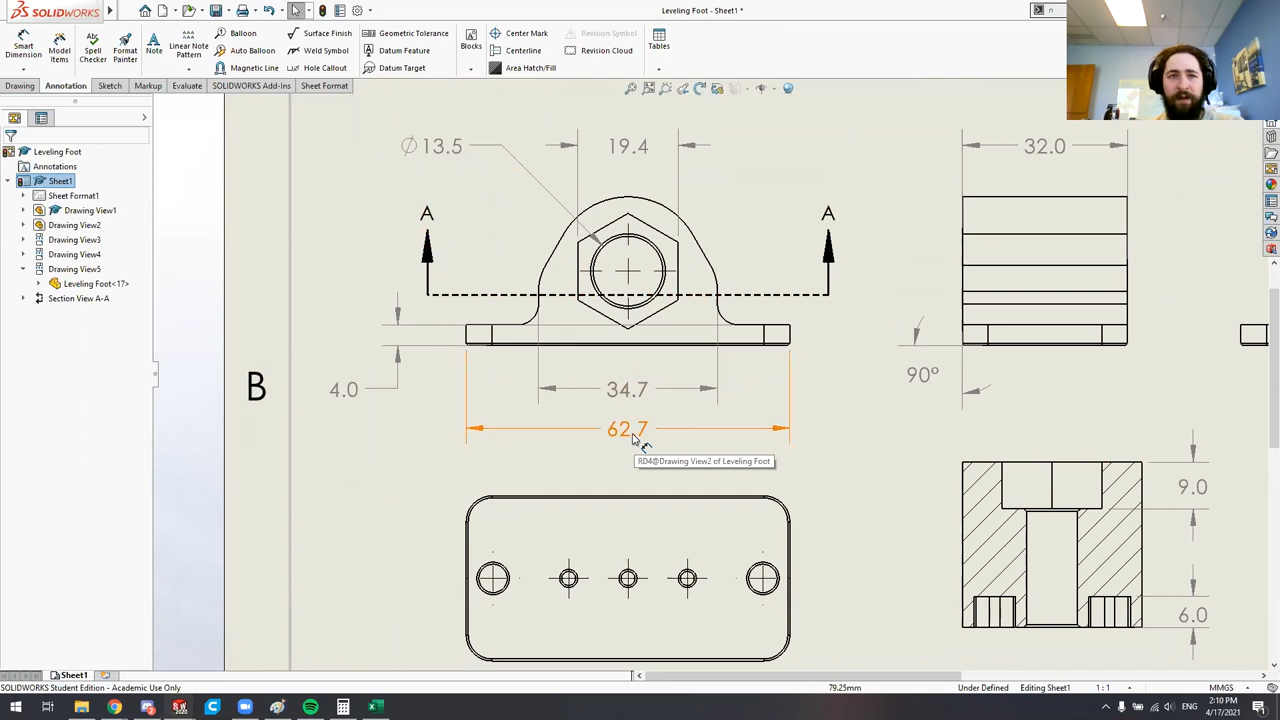 SOLIDWORKS
Leveling Foot - Sheet1 *
Smart Dimension
Model Items
Spell Checker
Format Painter
Note
Linear Note Pattern
Balloon
Auto Balloon
Magnetic Line
Surface Finish
Weld Symbol
Hole Callout
Geometric Tolerance
Datum Feature
Datum Target
Blocks
Center Mark
Centerline
Area Hatch/Fill
Revision Symbol
Revision Cloud
Tables
Drawing Annotation Sketch Markup Evaluate SOLIDWORKS Add-Ins Sheet Format
Leveling Foot
Annotations
Sheet1
Sheet Format1
Drawing View1
Drawing View2
Drawing View3
Drawing View4
Drawing View5
Leveling Foot<17>
Section View A-A
∅13.5
19.4
32.0
A
A
B
4.0
34.7
90°
62.7
RD4@Drawing View2 of Leveling Foot
9.0
6.0
Sheet1
SOLIDWORKS Student Edition - Academic Use Only
79.25mm
Under Defined
Editing Sheet1
1 : 1
MMGS
2:10 PM
4/17/2021